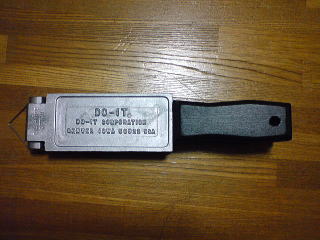 DO-IT®
DO-IT CORPORATION
DENVER IOWA 50622 USA